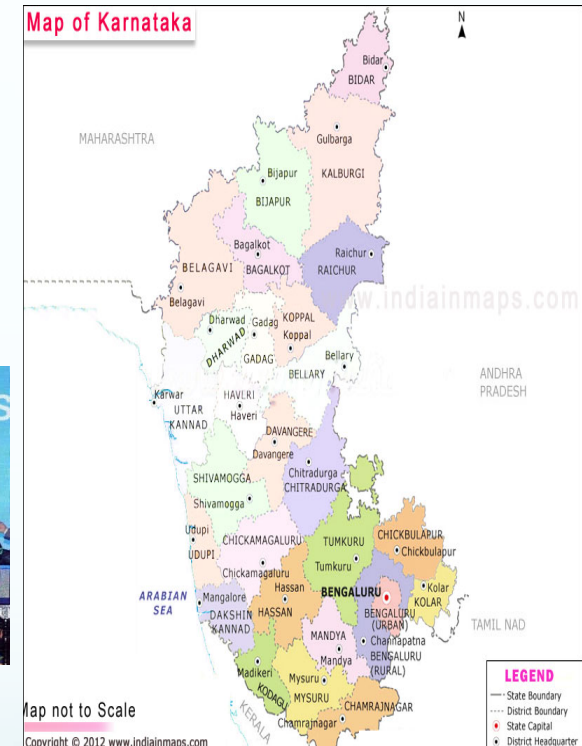 Map of Karnataka
N
Bidar
BIDAR
MAHARASHTRA
Gulbarga
KALBURGI
Bijapur
BIJAPUR
Bagalkot
BAGALKOT
Raichur
RAICHUR
BELAGAVI
Belagavi
w.indiainmaps.com
Dharwad
DHARWAD
Gadag
GADAG
KOPPAL
Koppal
Bellary
BELLARY
ANDHRA
PRADESH
Karwar
UTTAR
KANNAD
HAVERI
Haveri
DAVANGERE
Davangere
Chitradurga
CHITRADURGA
SHIVAMOGGA
Shivamogga
Udupi
UDUPI
CHICKAMAGALURU
Chickamagaluru
TUMKURU
Tumkuru
CHICKBULAPUR
Chickbulapur
ARABIAN
SEA
Mangalore
DAKSHIN
KANNAD
Hassan
HASSAN
BENGALURU
BENGALURU
(URBAN)
Kolar
KOLAR
TAMIL NAD
MANDYA
Mandya
Channapatna
BENGALURU
(RURAL)
Madikeri
KODAGU
Mysuru
MYSURU
CHAMRAJNAGAR
Chamrajnagar
KERALA
LEGEND
State Boundary
District Boundary
State Capital
District Headquarter
Map not to Scale
Copyright © 2012 www.indiainmaps.com